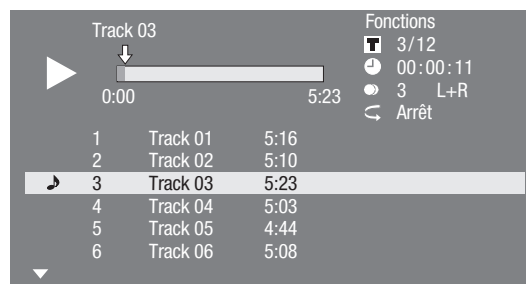 Track 03
0:00 5:23
Fonctions
T 3/12
00:00:11
3 L+R
Arrêt
1 Track 01 5:16
2 Track 02 5:10
3 Track 03 5:23
4 Track 04 5:03
5 Track 05 4:44
6 Track 06 5:08